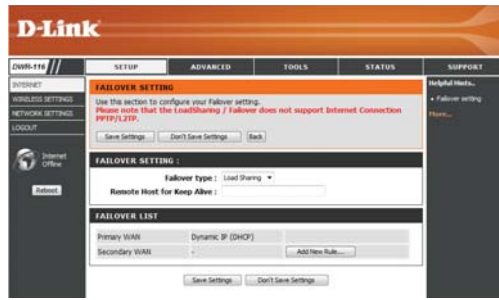 D-Link
DWR-116
SETUP
ADVANCED
TOOLS
STATUS
SUPPORT
INTERNET
WIRELESS SETTINGS
NETWORK SETTINGS
LOGOUT
Internet
Offline
Reboot
FAILOVER SETTING
Use this section to configure your Failover setting.
Please note that the LoadSharing / Failover does not support Internet Connection
PPTP/L2TP.
Save Settings
Don't Save Settings
Back
FAILOVER SETTING :
Failover type : Load Sharing
Remote Host for Keep Alive :
FAILOVER LIST
Primary WAN
Dynamic IP (DHCP)
Secondary WAN
-
Add New Rule...
Save Settings
Don't Save Settings
Helpful Hints..
• Failover setting
More...